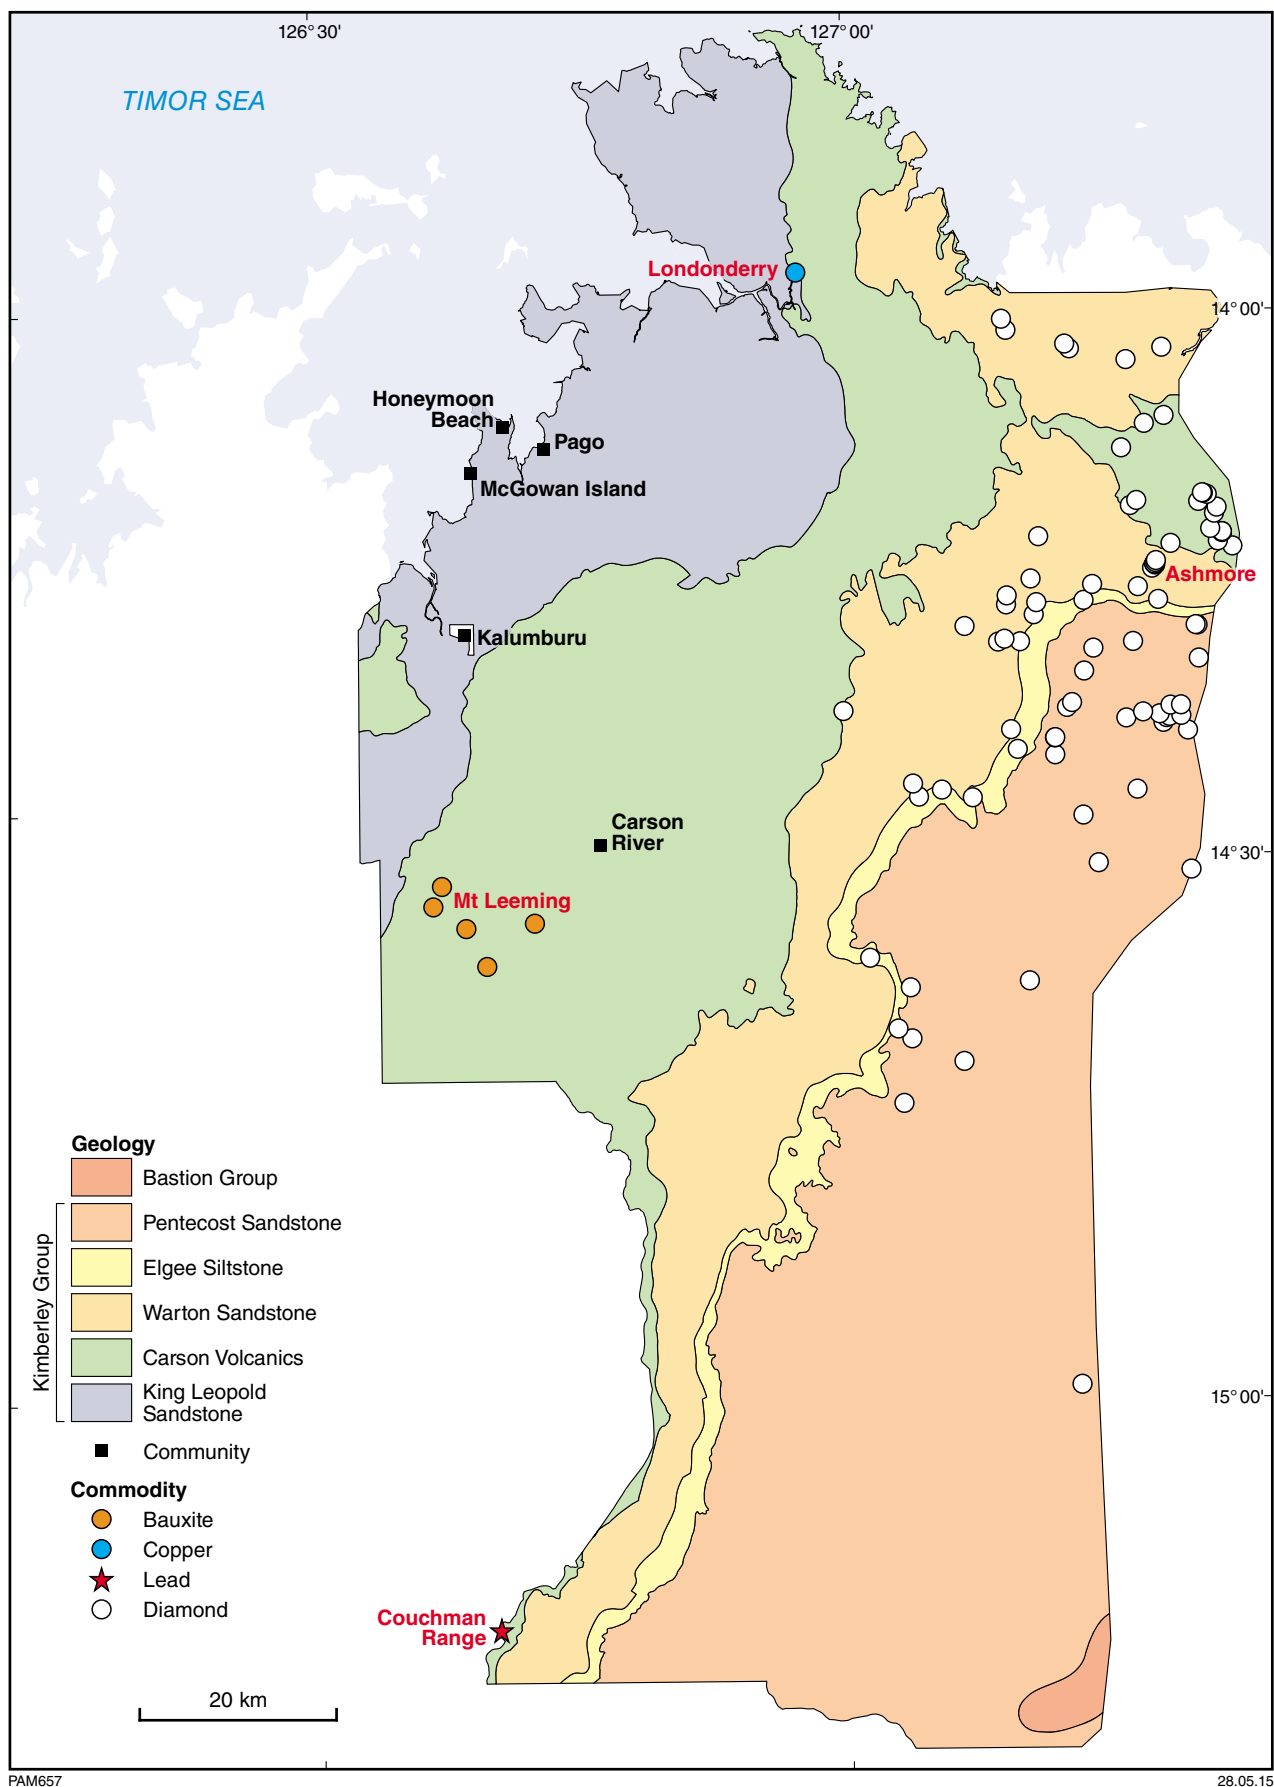 126°30'
127°00'
TIMOR SEA
Londonderry
14°00'
Honeymoon
Beach
Pago
McGowan Island
Ashmore
Kalumburu
Carson
River
14°30'
Mt Leeming
Geology
Bastion Group
Pentecost Sandstone
Elgee Siltstone
Warton Sandstone
Carson Volcanics
King Leopold
Sandstone
Kimberley Group
15°00'
Community
Commodity
Bauxite
Copper
Lead
Diamond
Couchman
Range
20 km
PAM657
28.05.15